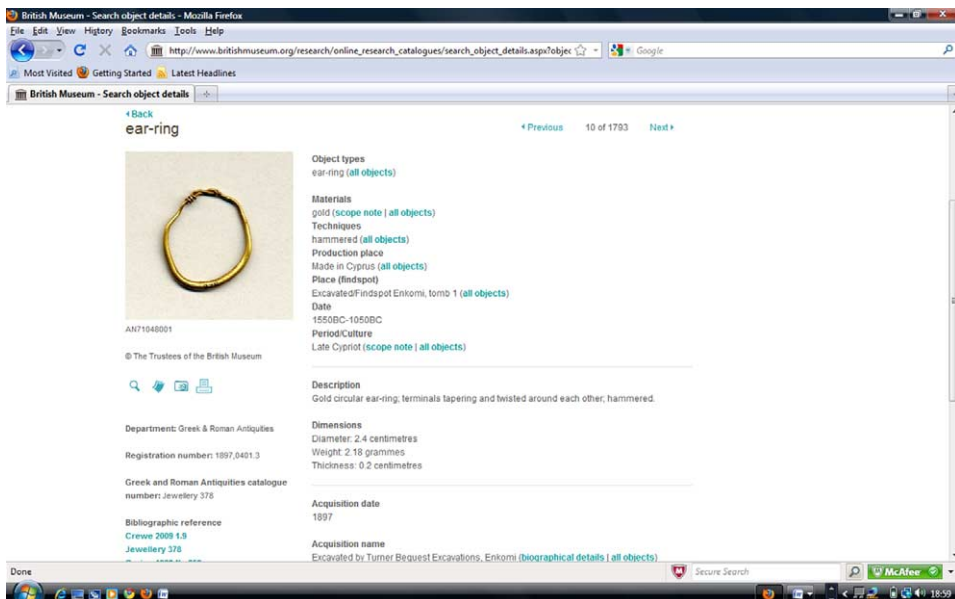 British Museum - Search object details - Mozilla Firefox
File Edit View History Bookmarks Tools Help
http://www.britishmuseum.org/research/online_research_catalogues/search_object_details.aspx?objec
Google
Most Visited Getting Started Latest Headlines
British Museum - Search object details
Back
ear-ring
Previous 10 of 1793 Next
Object types
ear-ring (all objects)
Materials
gold (scope note | all objects)
Techniques
hammered (all objects)
Production place
Made in Cyprus (all objects)
Place (findspot)
Excavated/Findspot Enkomi, tomb 1 (all objects)
Date
1550BC-1050BC
Period/Culture
Late Cypriot (scope note | all objects)
AN71048001
© The Trustees of the British Museum
Description
Gold circular ear-ring; terminals tapering and twisted around each other; hammered.
Dimensions
Diameter: 2.4 centimetres
Weight: 2.18 grammes
Thickness: 0.2 centimetres
Department: Greek & Roman Antiquities
Registration number: 1897,0401.3
Greek and Roman Antiquities catalogue
number: Jewellery 378
Bibliographic reference
Crewe 2009 1.9
Jewellery 378
Acquisition date
1897
Acquisition name
Excavated by Turner Bequest Excavations, Enkomi (biographical details | all objects)
Done
Secure Search
McAfee
18:59